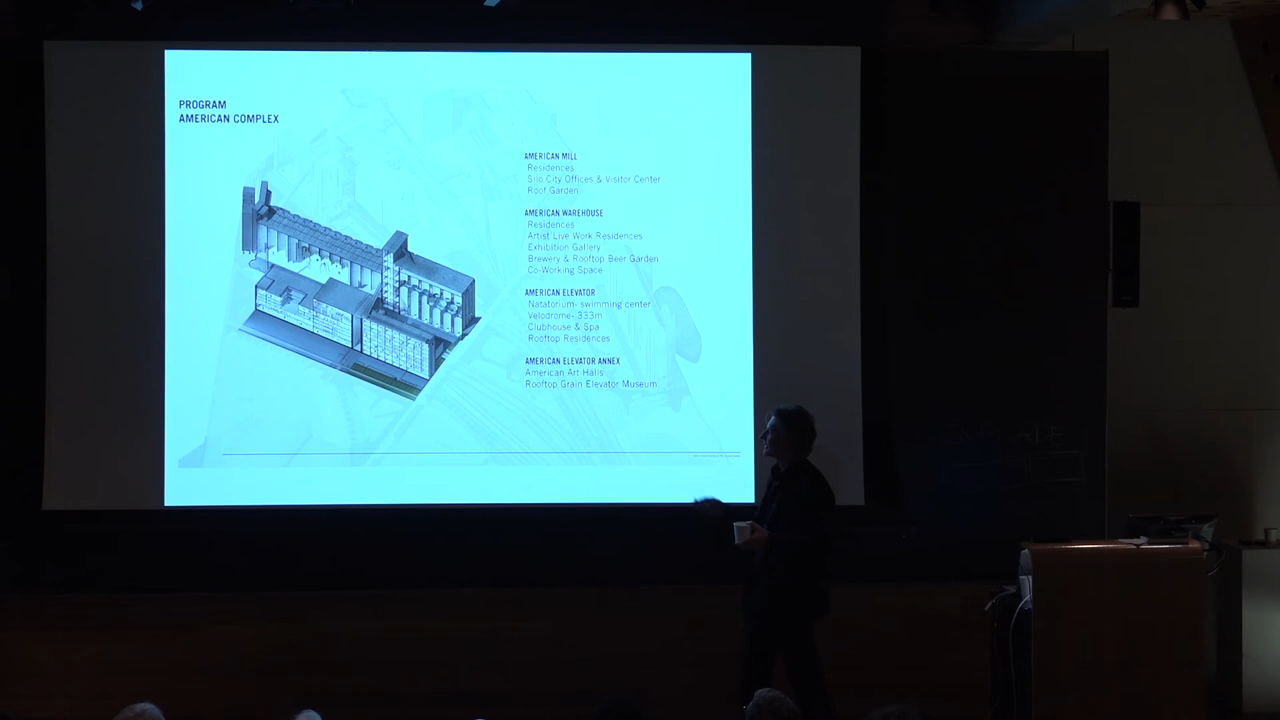 PROGRAM
AMERICAN COMPLEX
AMERICAN MILL
Residences
Silo City Offices & Visitor Center
Roof Garden
AMERICAN WAREHOUSE
Residences
Artist Live Work Residences
Exhibition Gallery
Brewery & Rooftop Beer Garden
Co-Working Space
AMERICAN ELEVATOR
Natatorium- swimming center
Velodrome- 333m
Clubhouse & Spa
Rooftop Residences
AMERICAN ELEVATOR ANNEX
American Art Halls
Rooftop Grain Elevator Museum